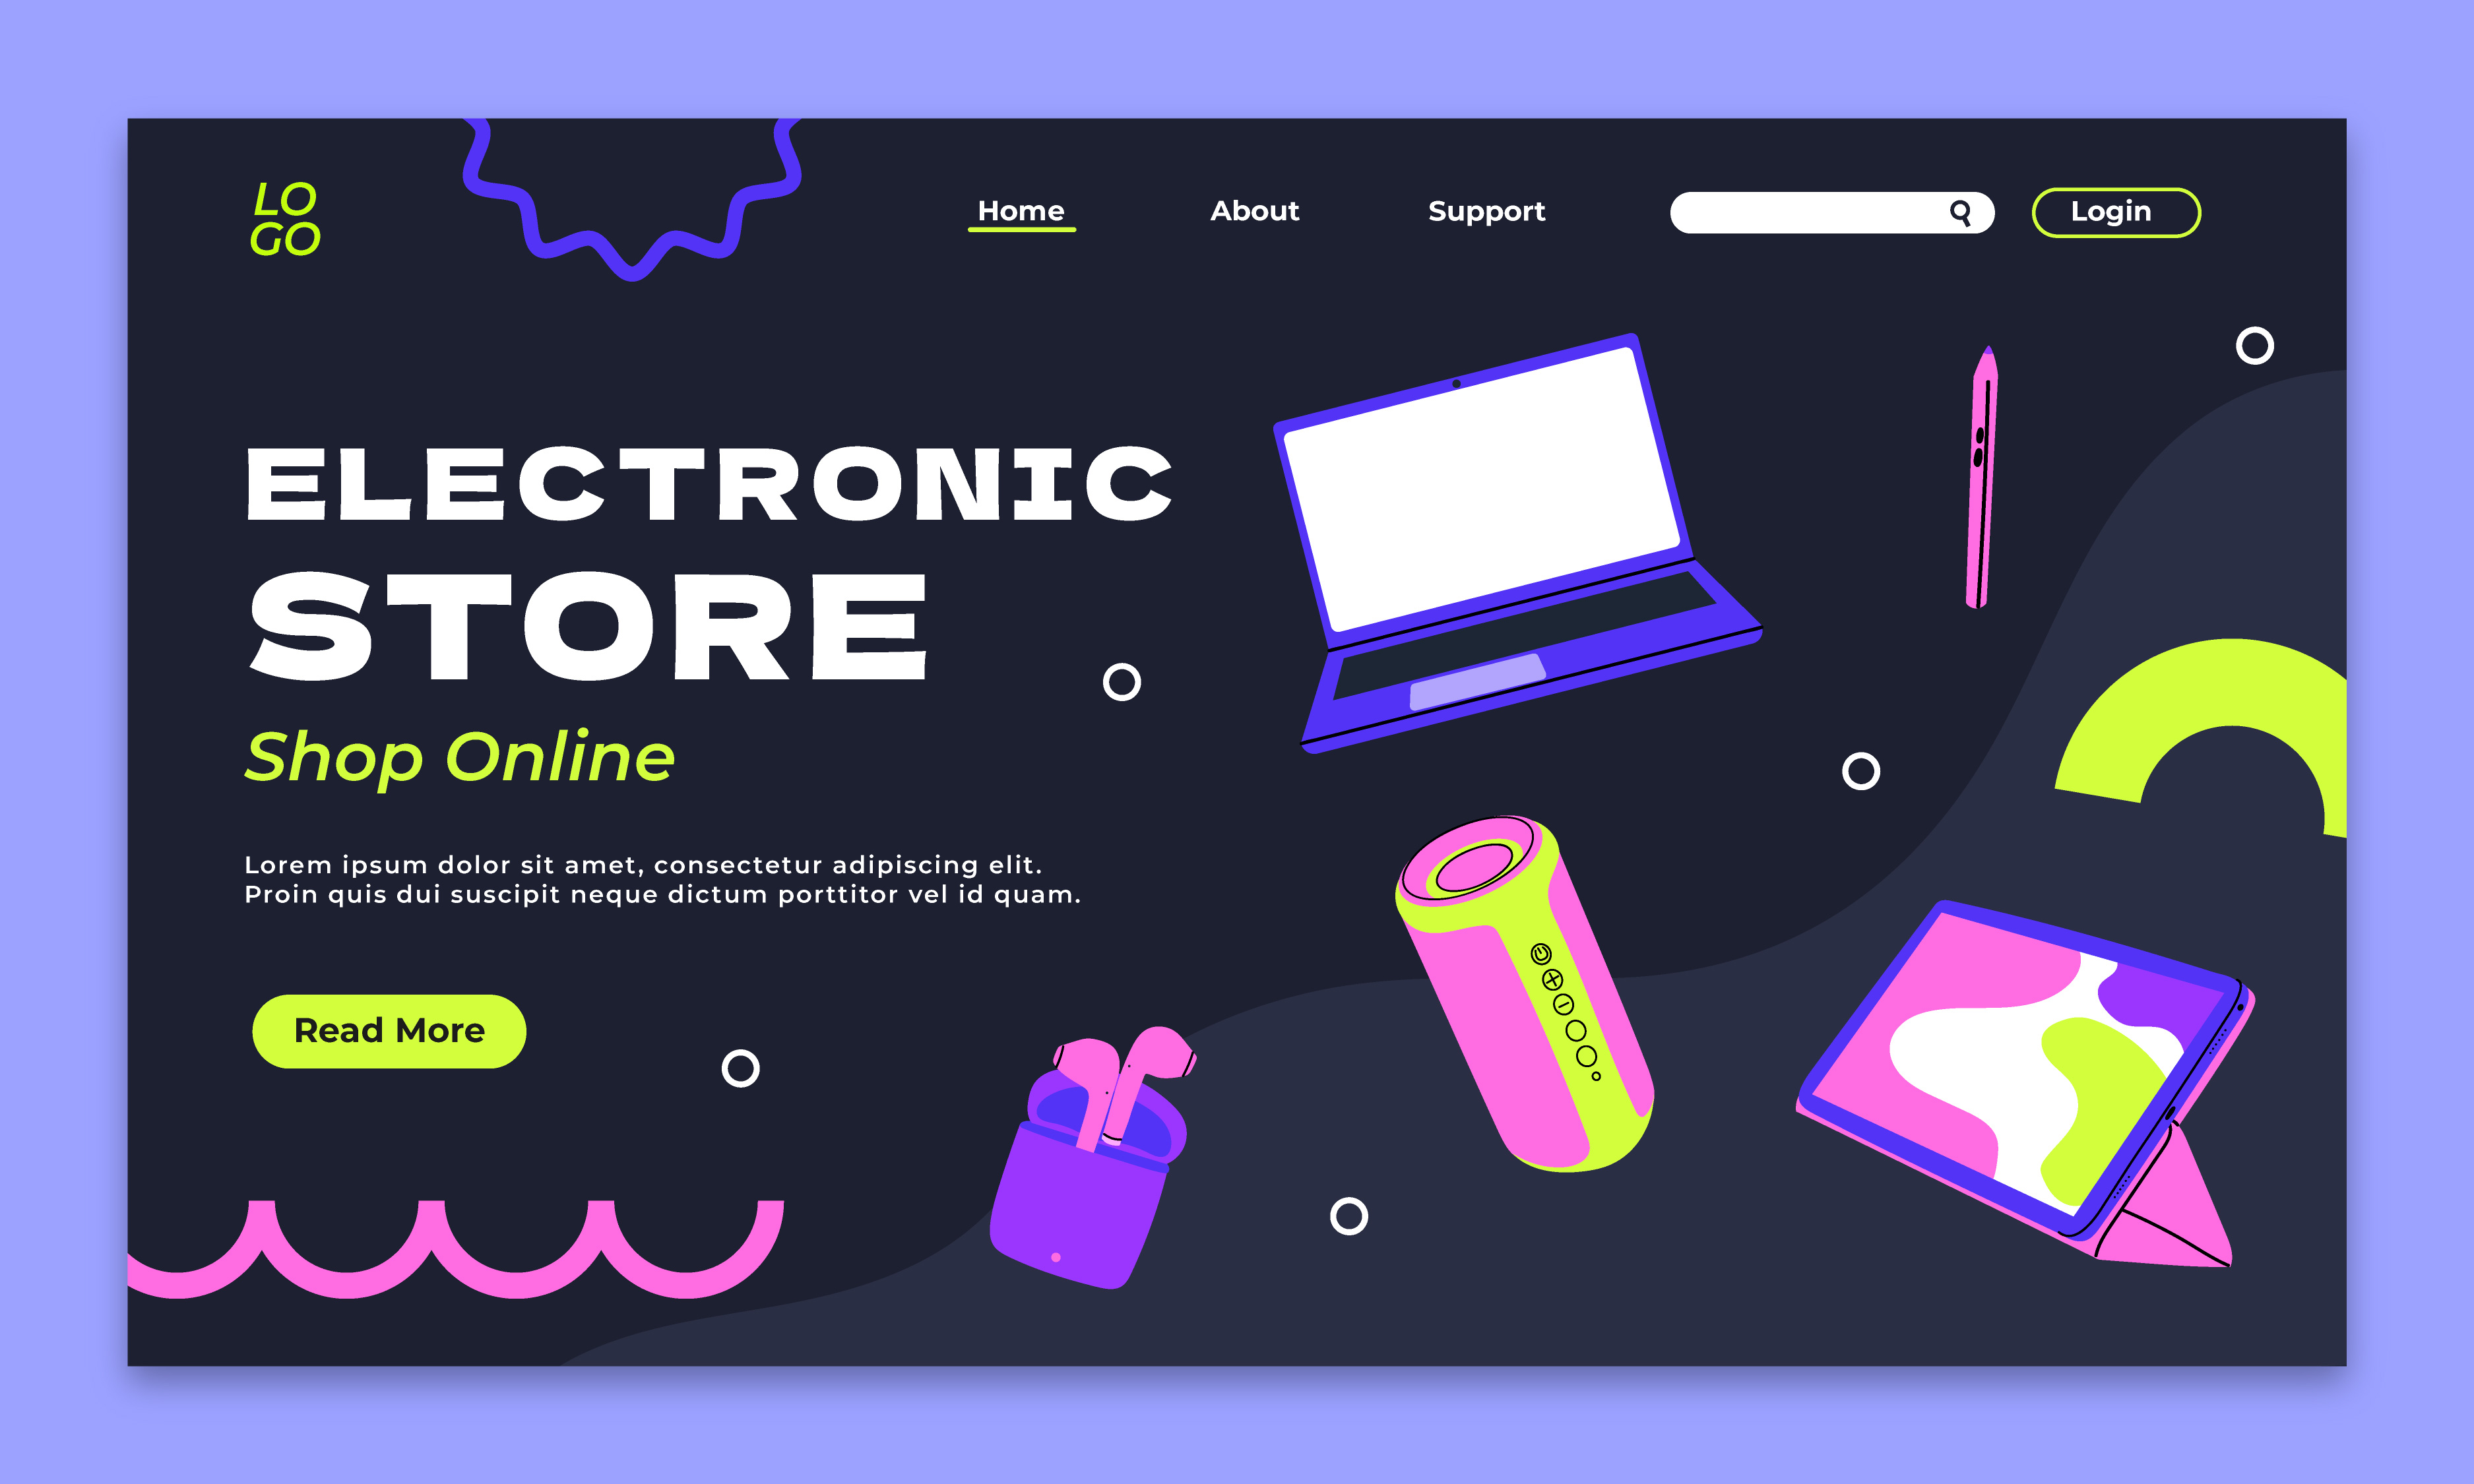 LO
GO
Home
About
Support
Login
ELECTRONIC
STORE
Shop Online
Lorem ipsum dolor sit amet, consectetur adipiscing elit.
Proin quis dui suscipit neque dictum porttitor vel id quam.
Read More